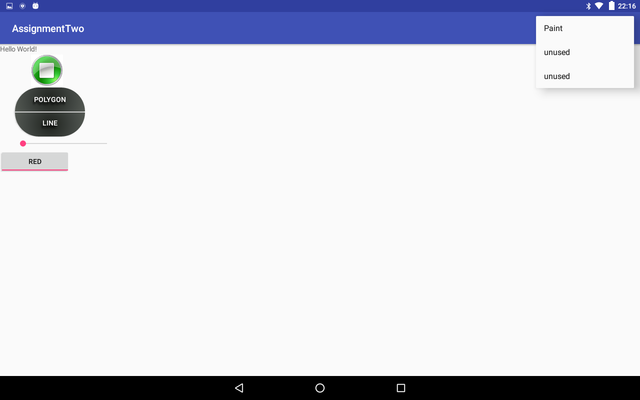 22:16
AssignmentTwo
Paint
unused
unused
Hello World!
POLYGON
LINE
RED